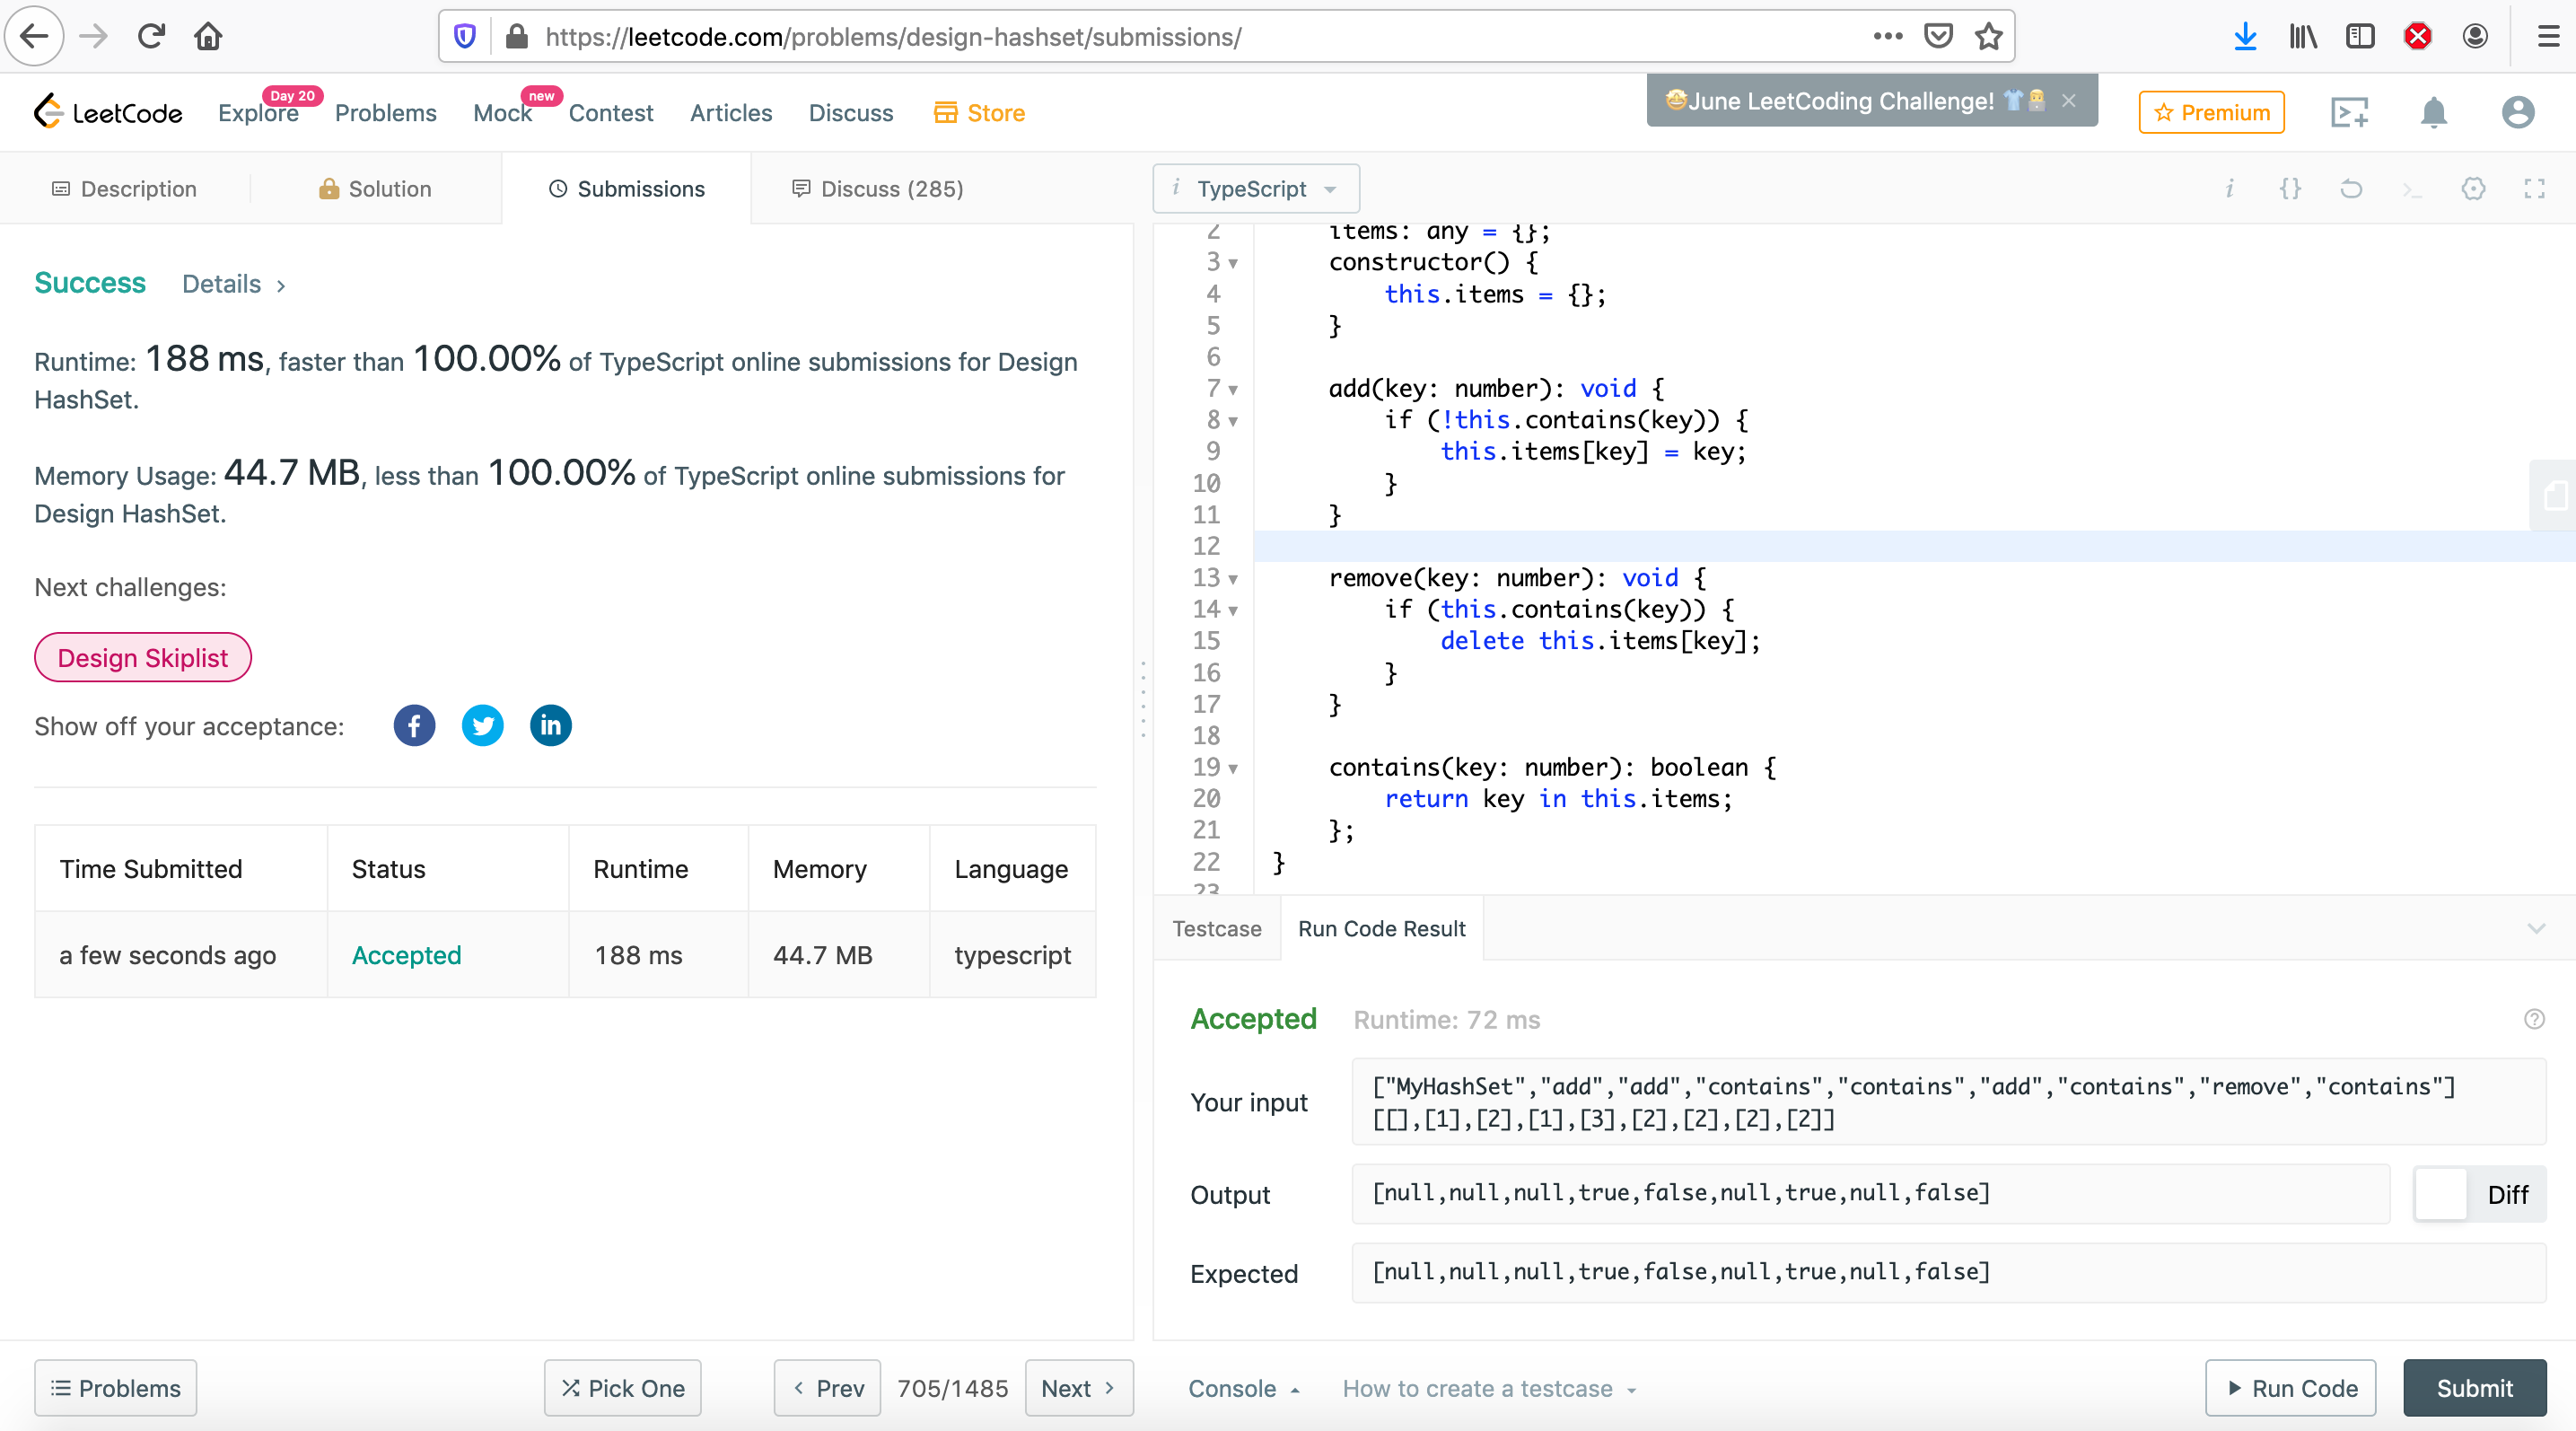 https://leetcode.com/problems/design-hashset/submissions/
LeetCode
Explore
Day 20
Problems
Mock
new
Contest
Articles
Discuss
Store
🤩June LeetCoding Challenge! 👕👩‍💻 ×
Premium
Description
Solution
Submissions
Discuss (285)
i TypeScript
Success Details >
Runtime: 188 ms, faster than 100.00% of TypeScript online submissions for Design
HashSet.
Memory Usage: 44.7 MB, less than 100.00% of TypeScript online submissions for
Design HashSet.
Next challenges:
Design Skiplist
Show off your acceptance:
Time Submitted Status Runtime Memory Language
a few seconds ago Accepted 188 ms 44.7 MB typescript
2     items: any = {};
3     constructor() {
4         this.items = {};
5     }
6
7     add(key: number): void {
8         if (!this.contains(key)) {
9             this.items[key] = key;
10         }
11     }
12
13     remove(key: number): void {
14         if (this.contains(key)) {
15             delete this.items[key];
16         }
17     }
18
19     contains(key: number): boolean {
20         return key in this.items;
21     };
22 }
23
Testcase
Run Code Result
Accepted Runtime: 72 ms
Your input
["MyHashSet","add","add","contains","contains","add","contains","remove","contains"]
[[],[1],[2],[1],[3],[2],[2],[2],[2]]
Output
[null,null,null,true,false,null,true,null,false]
Diff
Expected
[null,null,null,true,false,null,true,null,false]
Problems
Pick One
< Prev
705/1485
Next >
Console
How to create a testcase
Run Code
Submit